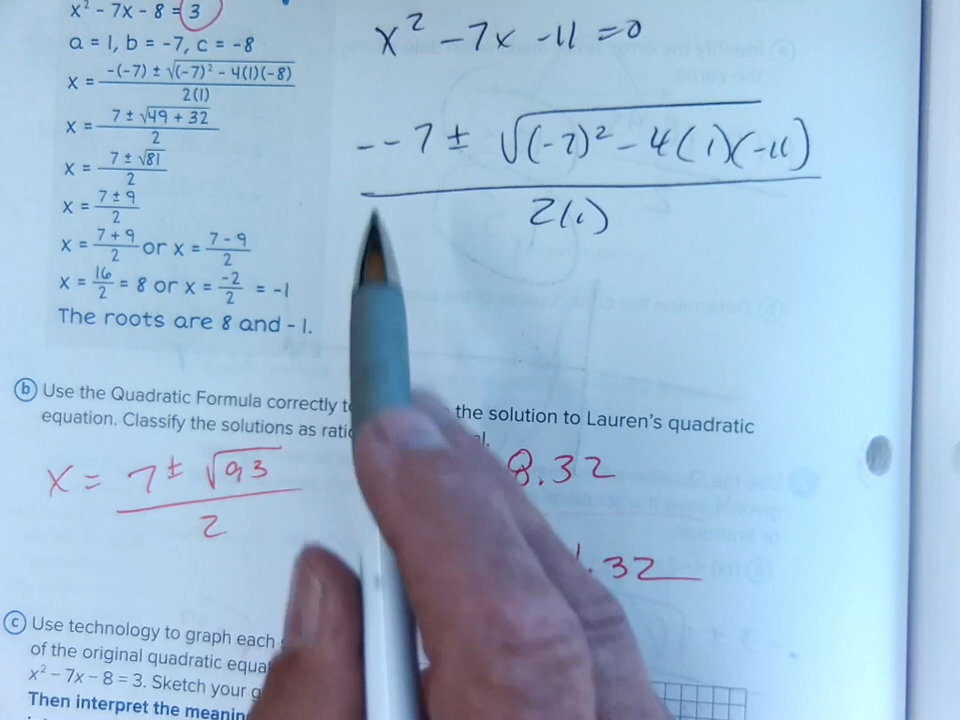 x² - 7x - 8 = 3
a = 1, b = -7, c = -8
x = -(-7) ± √(-7)² - 4(1)(-8) / 2(1)
x = 7 ± √49 + 32 / 2
x = 7 ± √81 / 2
x = 7 ± 9 / 2
x = 7 + 9 / 2 or x = 7 - 9 / 2
x = 16 / 2 = 8 or x = -2 / 2 = -1
The roots are 8 and -1.
x² - 7x - 11 = 0
- - 7 ± √(-7)² - 4(1)(-11)
2(1)
b Use the Quadratic Formula correctly the solution to Lauren's quadratic
equation. Classify the solutions as
x = 7 ± √93 / 2
8.32
.32
c Use technology to graph each
of the original quadratic
x² - 7x - 8 = 3. Sketch your
Then interpret the